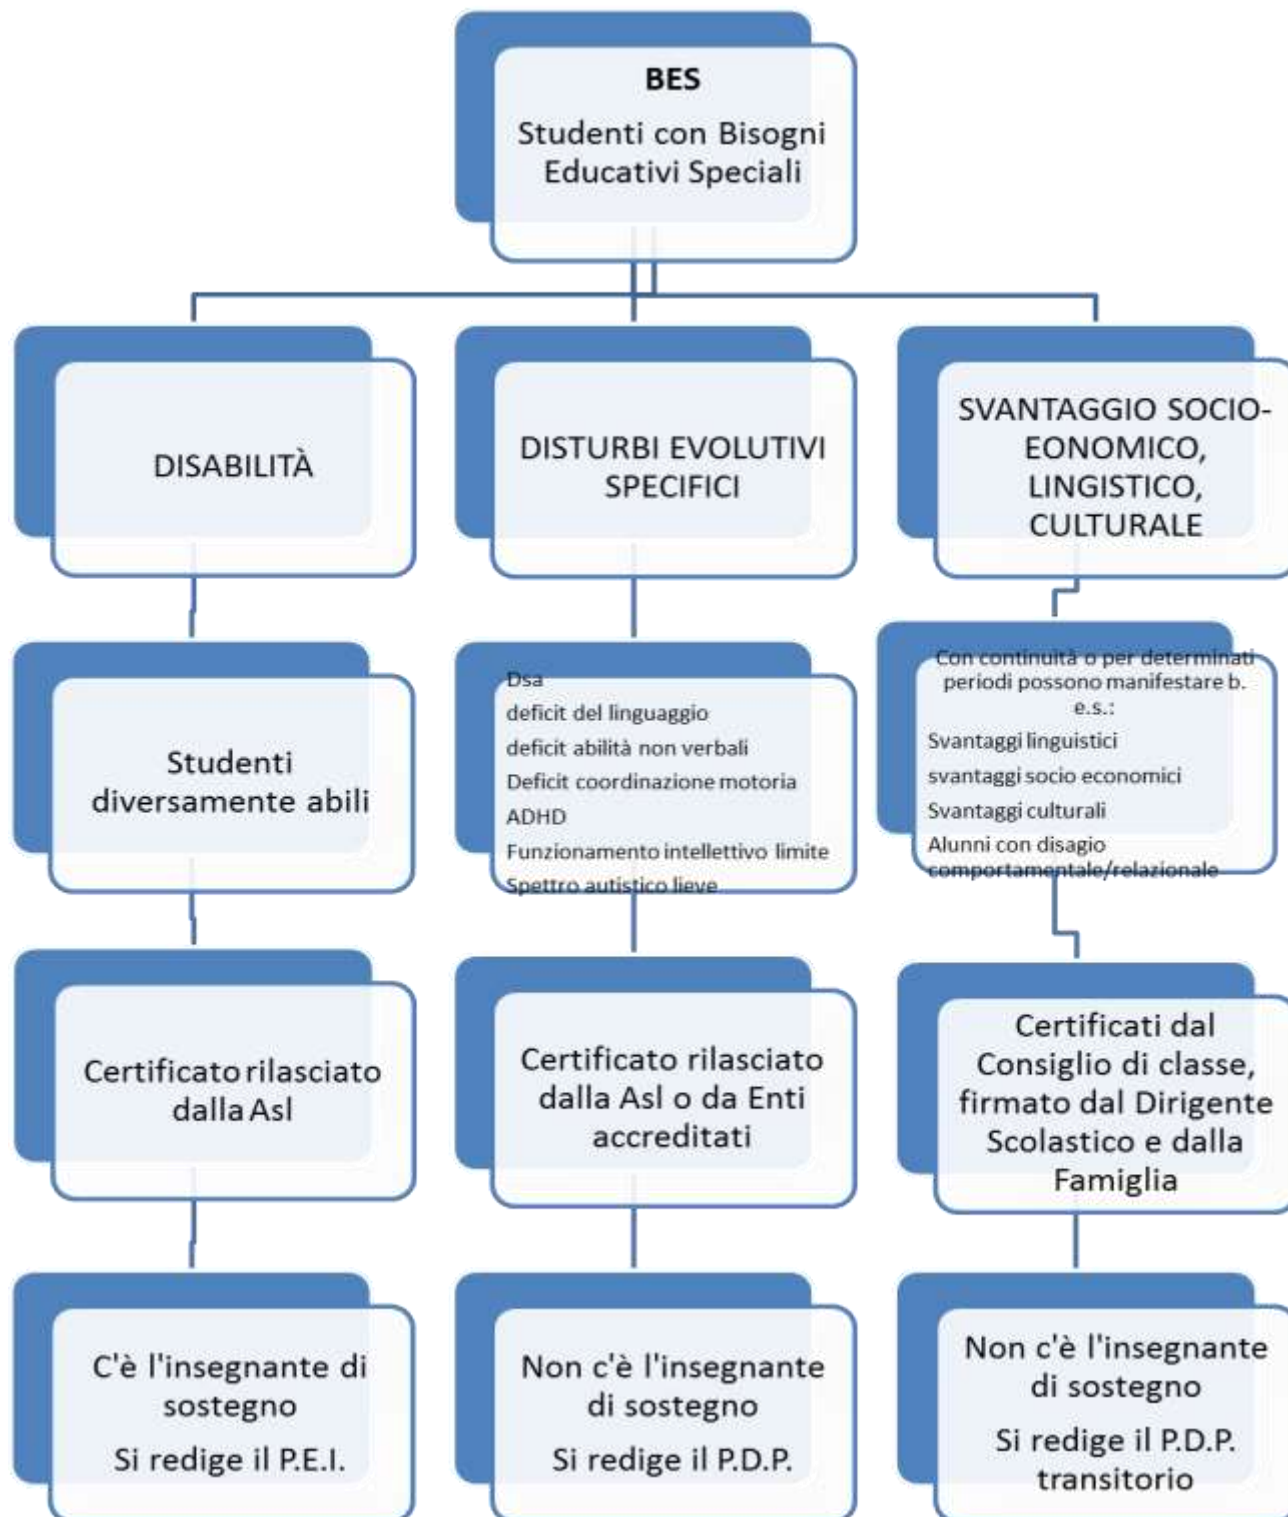 BES
Studenti con Bisogni
Educativi Speciali
DISABILITÀ
DISTURBI EVOLUTIVI
SPECIFICI
SVANTAGGIO SOCIO-
EONOMICO,
LINGISTICO,
CULTURALE
Studenti
diversamente abili
Dsa
deficit del linguaggio
deficit abilità non verbali
Deficit coordinazione motoria
ADHD
Funzionamento intellettivo limite
Spettro autistico lieve
Con continuità o per determinati
periodi possono manifestare b.
e.s.:
Svantaggi linguistici
svantaggi socio economici
Svantaggi culturali
Alunni con disagio
comportamentale/relazionale
Certificato rilasciato
dalla Asl
Certificato rilasciato
dalla Asl o da Enti
accreditati
Certificati dal
Consiglio di classe,
firmato dal Dirigente
Scolastico e dalla
Famiglia
C'è l'insegnante di
sostegno
Si redige il P.E.I.
Non c'è l'insegnante
di sostegno
Si redige il P.D.P.
Non c'è l'insegnante
di sostegno
Si redige il P.D.P.
transitorio